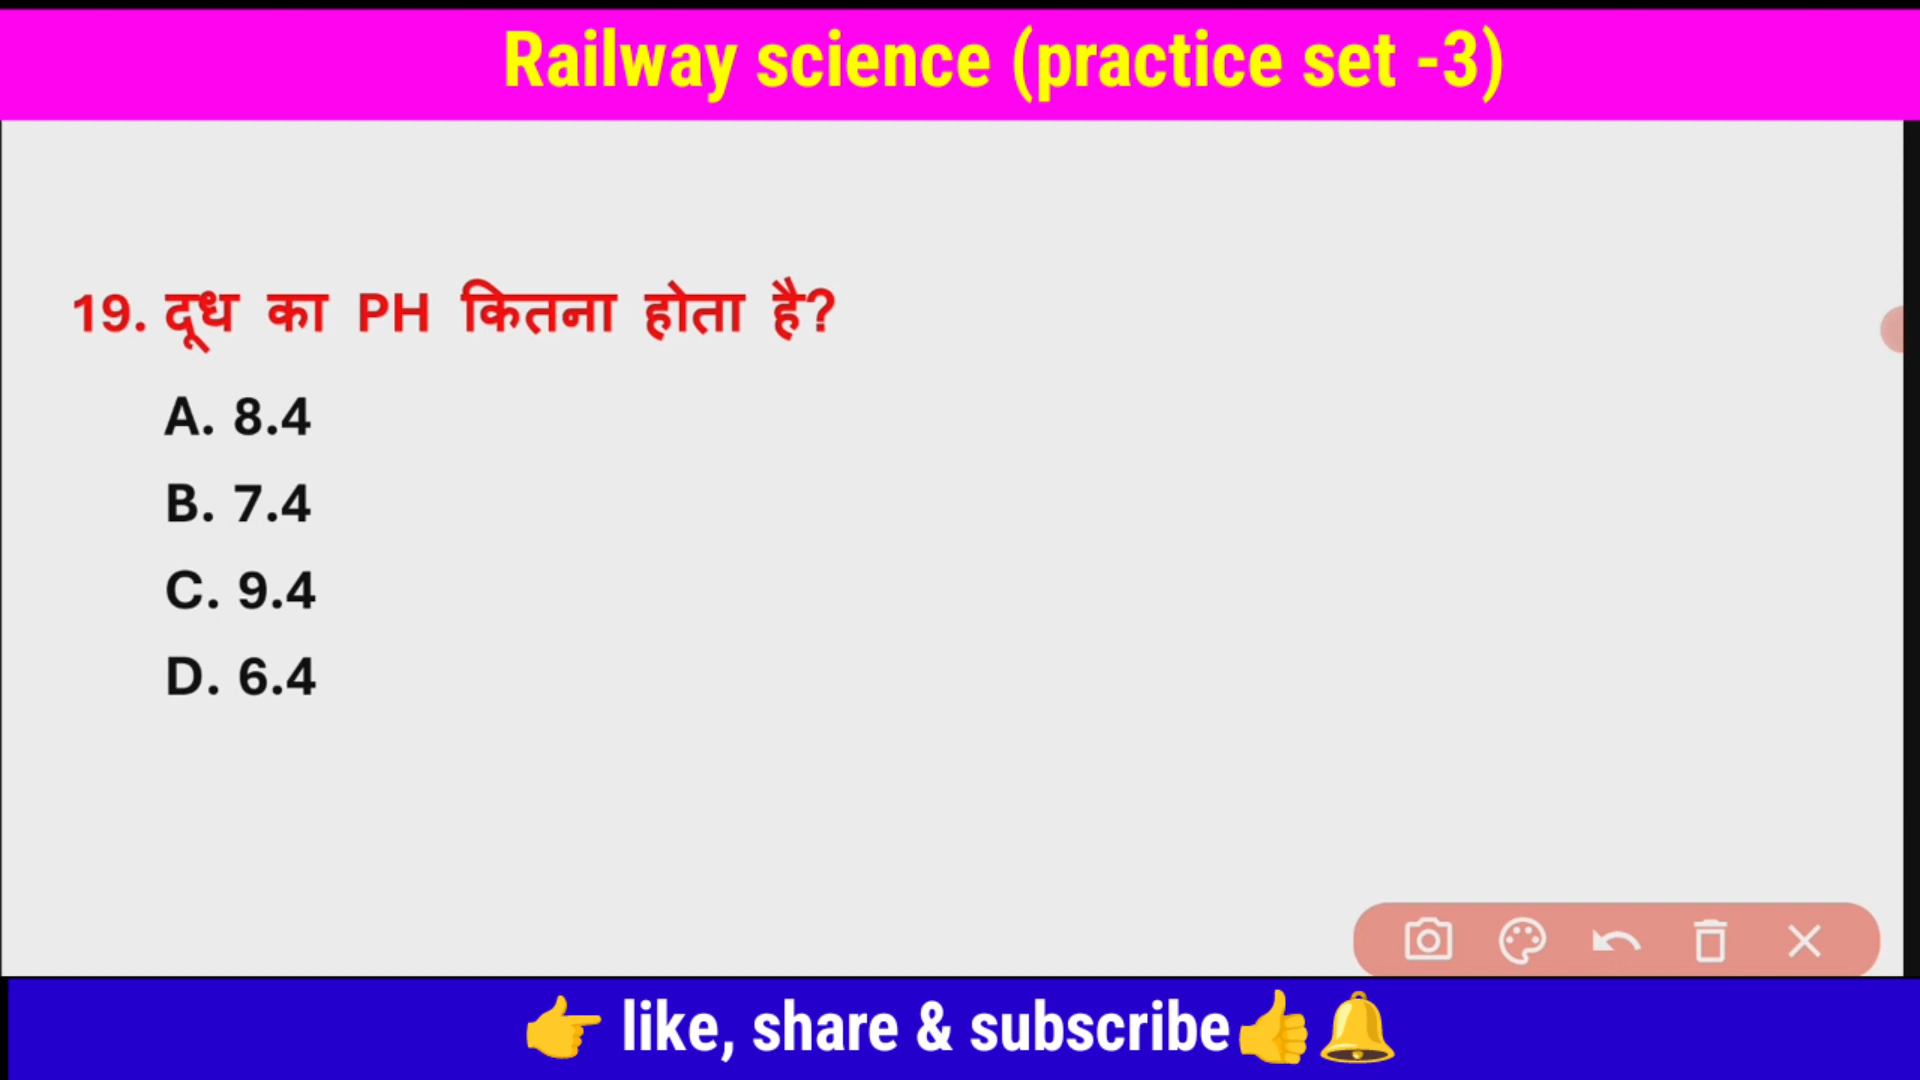 Railway science (practice set -3)
19. दूध का PH कितना होता है?
A. 8.4
B. 7.4
C. 9.4
D. 6.4
👉 like, share & subscribe👍🔔